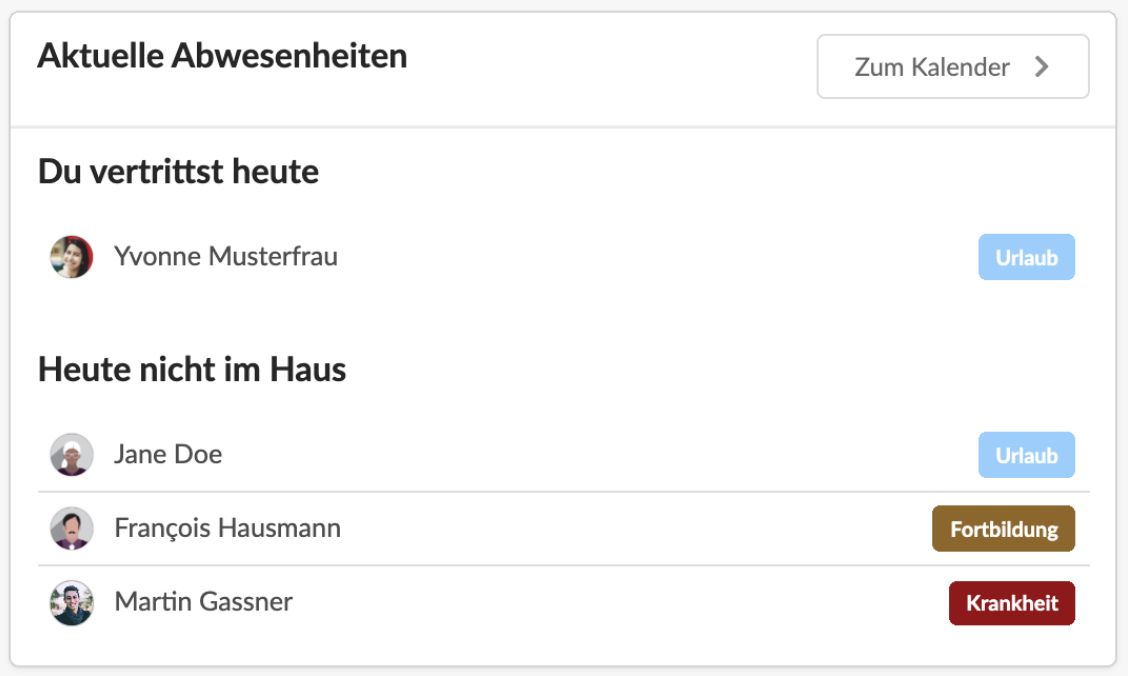 Aktuelle Abwesenheiten
Zum Kalender
Du vertrittst heute
Yvonne Musterfrau Urlaub
Heute nicht im Haus
Jane Doe Urlaub
François Hausmann Fortbildung
Martin Gassner Krankheit